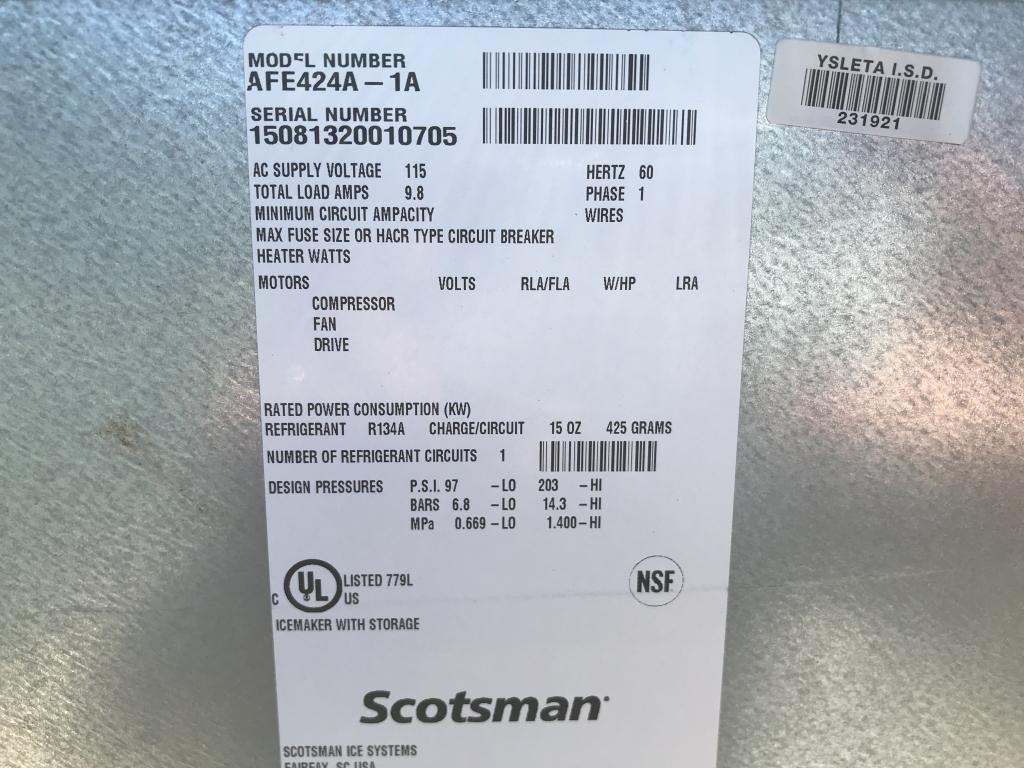 MODEL NUMBER
AFE424A - 1A
SERIAL NUMBER
15081320010705
AC SUPPLY VOLTAGE 115 HERTZ 60
TOTAL LOAD AMPS 9.8 PHASE 1
MINIMUM CIRCUIT AMPACITY WIRES
MAX FUSE SIZE OR HACR TYPE CIRCUIT BREAKER
HEATER WATTS
MOTORS VOLTS RLA/FLA W/HP LRA
COMPRESSOR
FAN
DRIVE
RATED POWER CONSUMPTION (KW)
REFRIGERANT R134A CHARGE/CIRCUIT 15 OZ 425 GRAMS
NUMBER OF REFRIGERANT CIRCUITS 1
DESIGN PRESSURES P.S.I. 97 -LO 203 -HI
BARS 6.8 -LO 14.3 -HI
MPa 0.669 -LO 1.400-HI
C UL LISTED 779L
US
NSF
ICEMAKER WITH STORAGE
Scotsman
SCOTSMAN ICE SYSTEMS
FAIRFAX, SC USA
YSLETA I.S.D.
231921